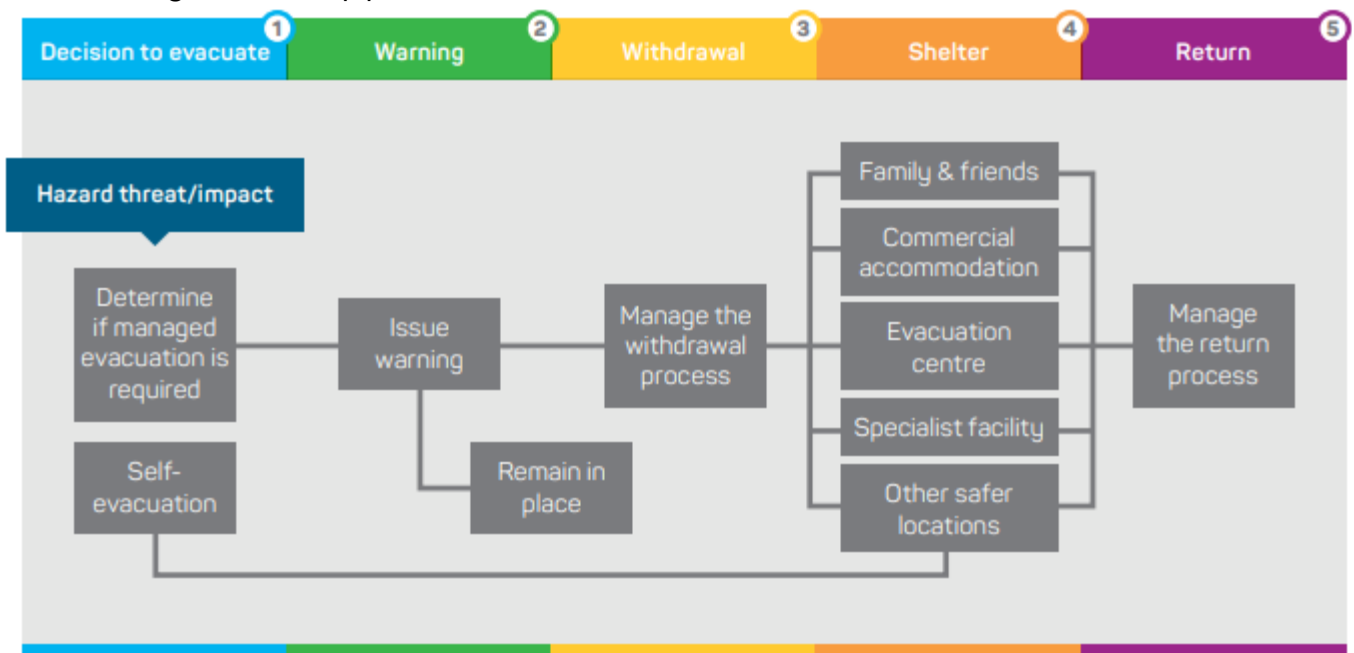 Decision to evacuate
1
Warning
2
Withdrawal
3
Shelter
4
Return
5
Hazard threat/impact
Determine
if managed
evacuation is
required
Self-
evacuation
Issue
warning
Remain in
place
Manage the
withdrawal
process
Family & friends
Commercial
accommodation
Evacuation
centre
Specialist facility
Other safer
locations
Manage
the return
process